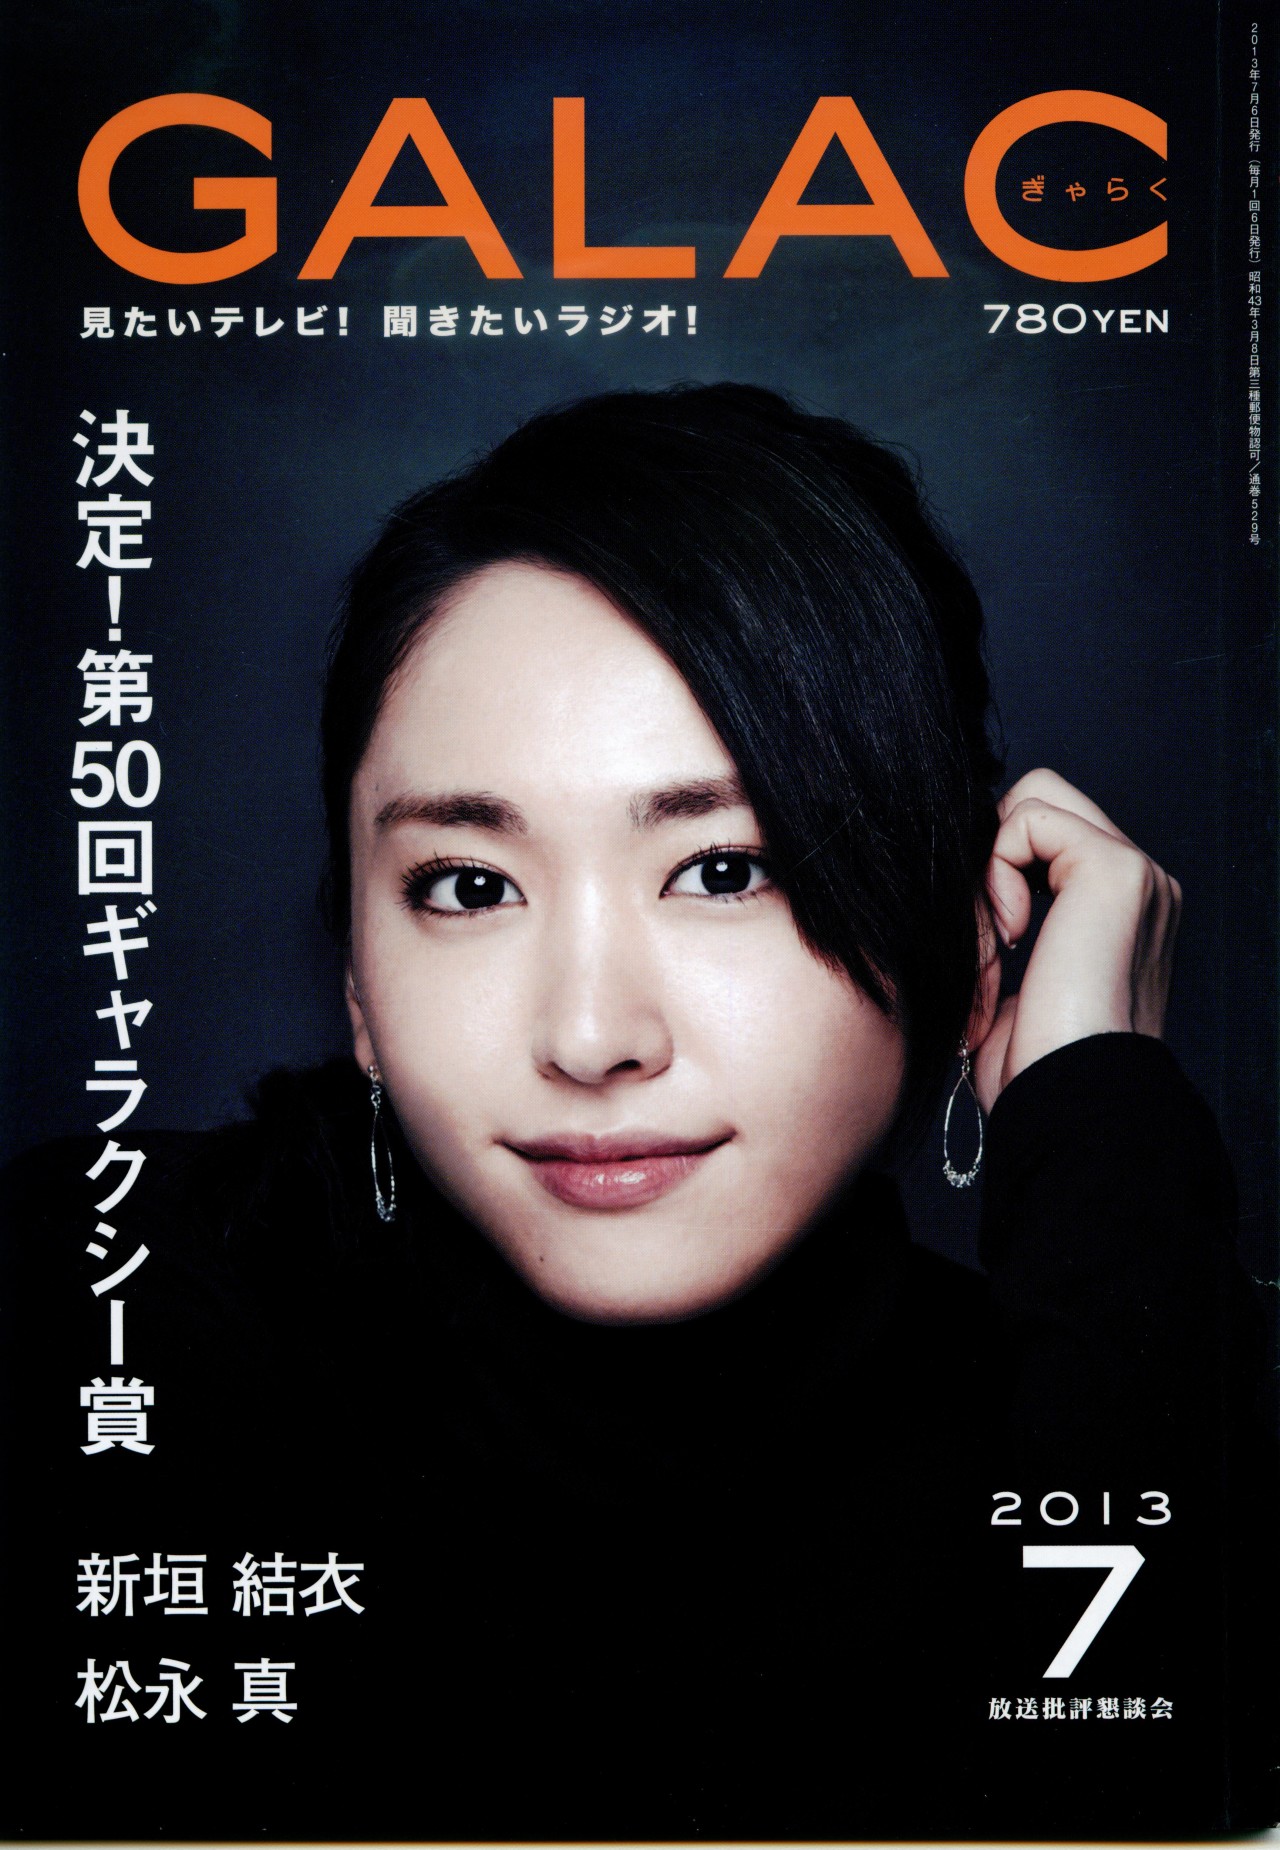 GALAC
ぎゃらく
見たいテレビ! 聞きたいラジオ!
780YEN
2013年7月6日発行(毎月1回6日発行) 昭和43年3月8日第三種郵便物認可/通巻529号
決定!第50回ギャラクシー賞
新垣 結衣
松永 真
2013
7
放送批評懇談会